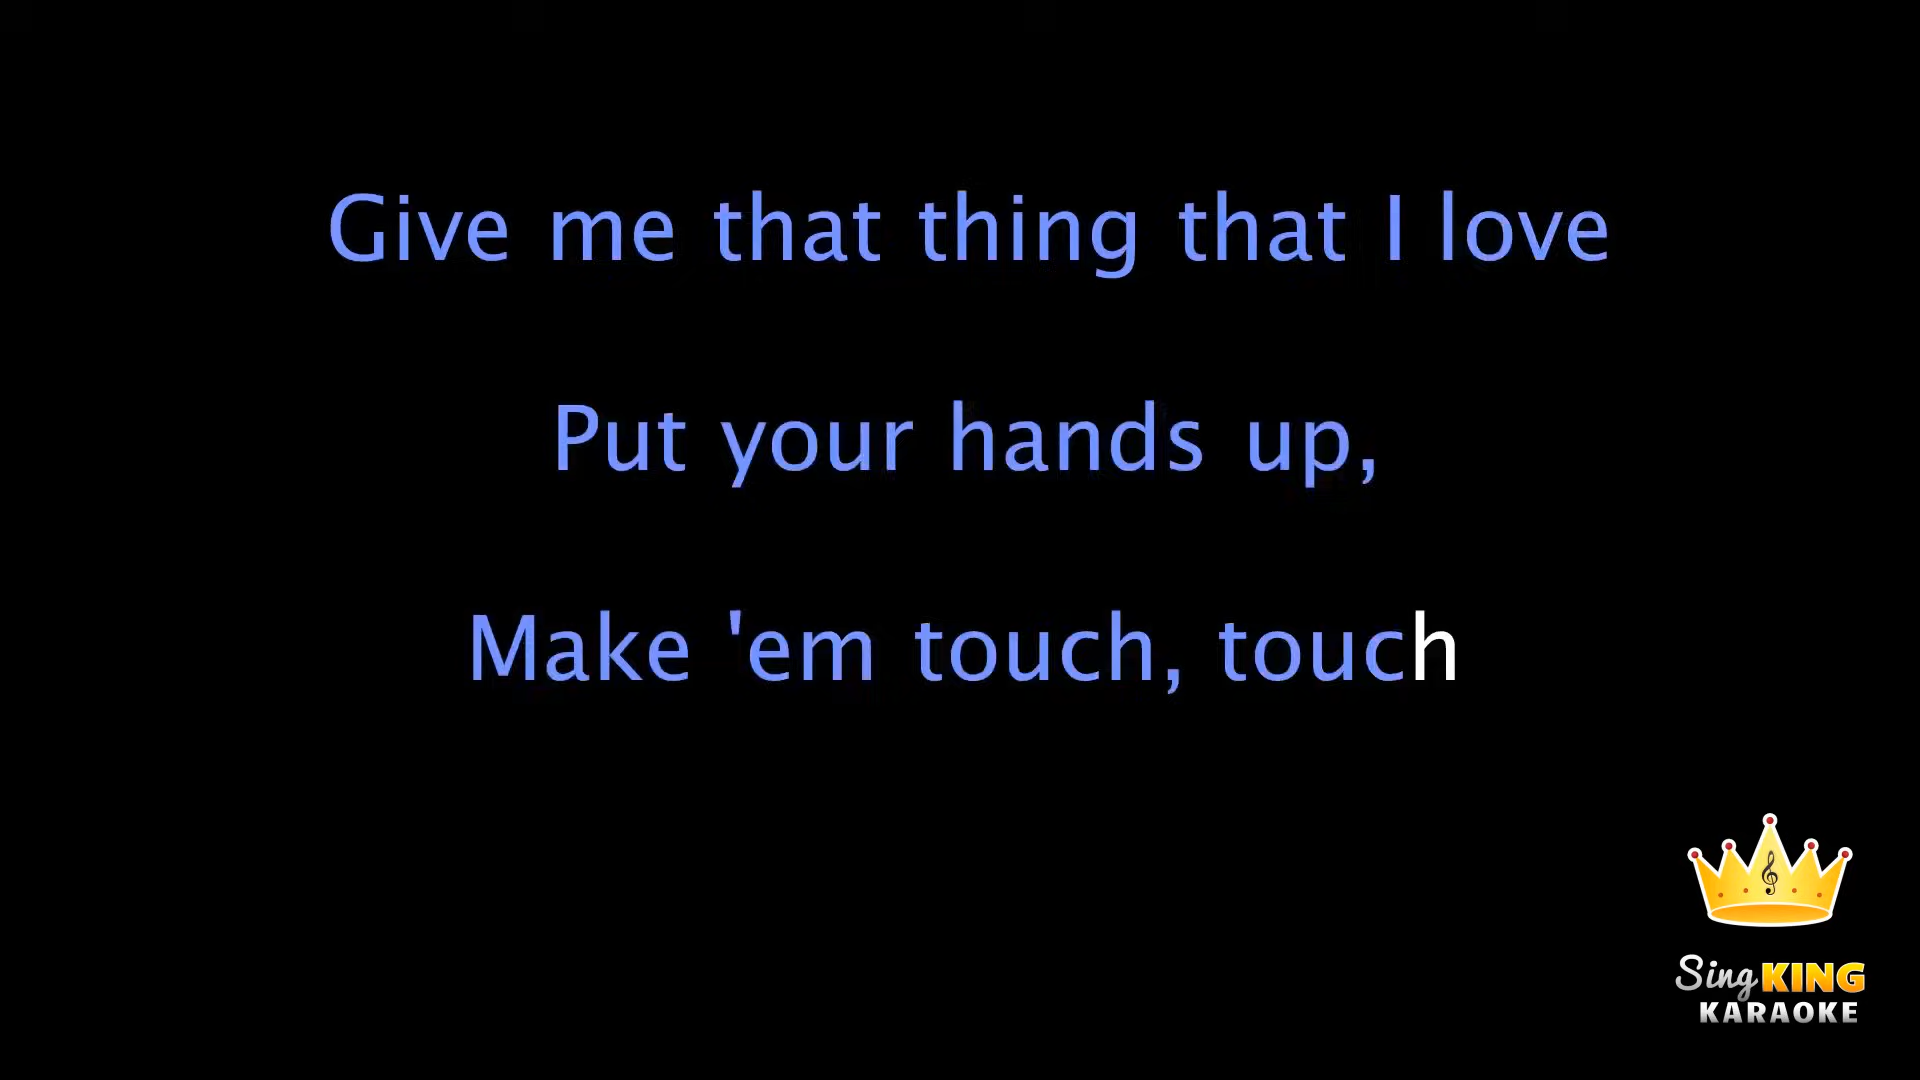 Give me that thing that I love
Put your hands up,
Make 'em touch, touch
Sing KING
KARAOKE